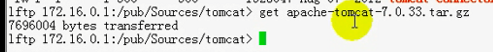 lftp 172.16.0.1:/pub/Sources/tomcat> get apache-tomcat-7.0.33.tar.gz
7696004 bytes transferred
lftp 172.16.0.1:/pub/Sources/tomcat>